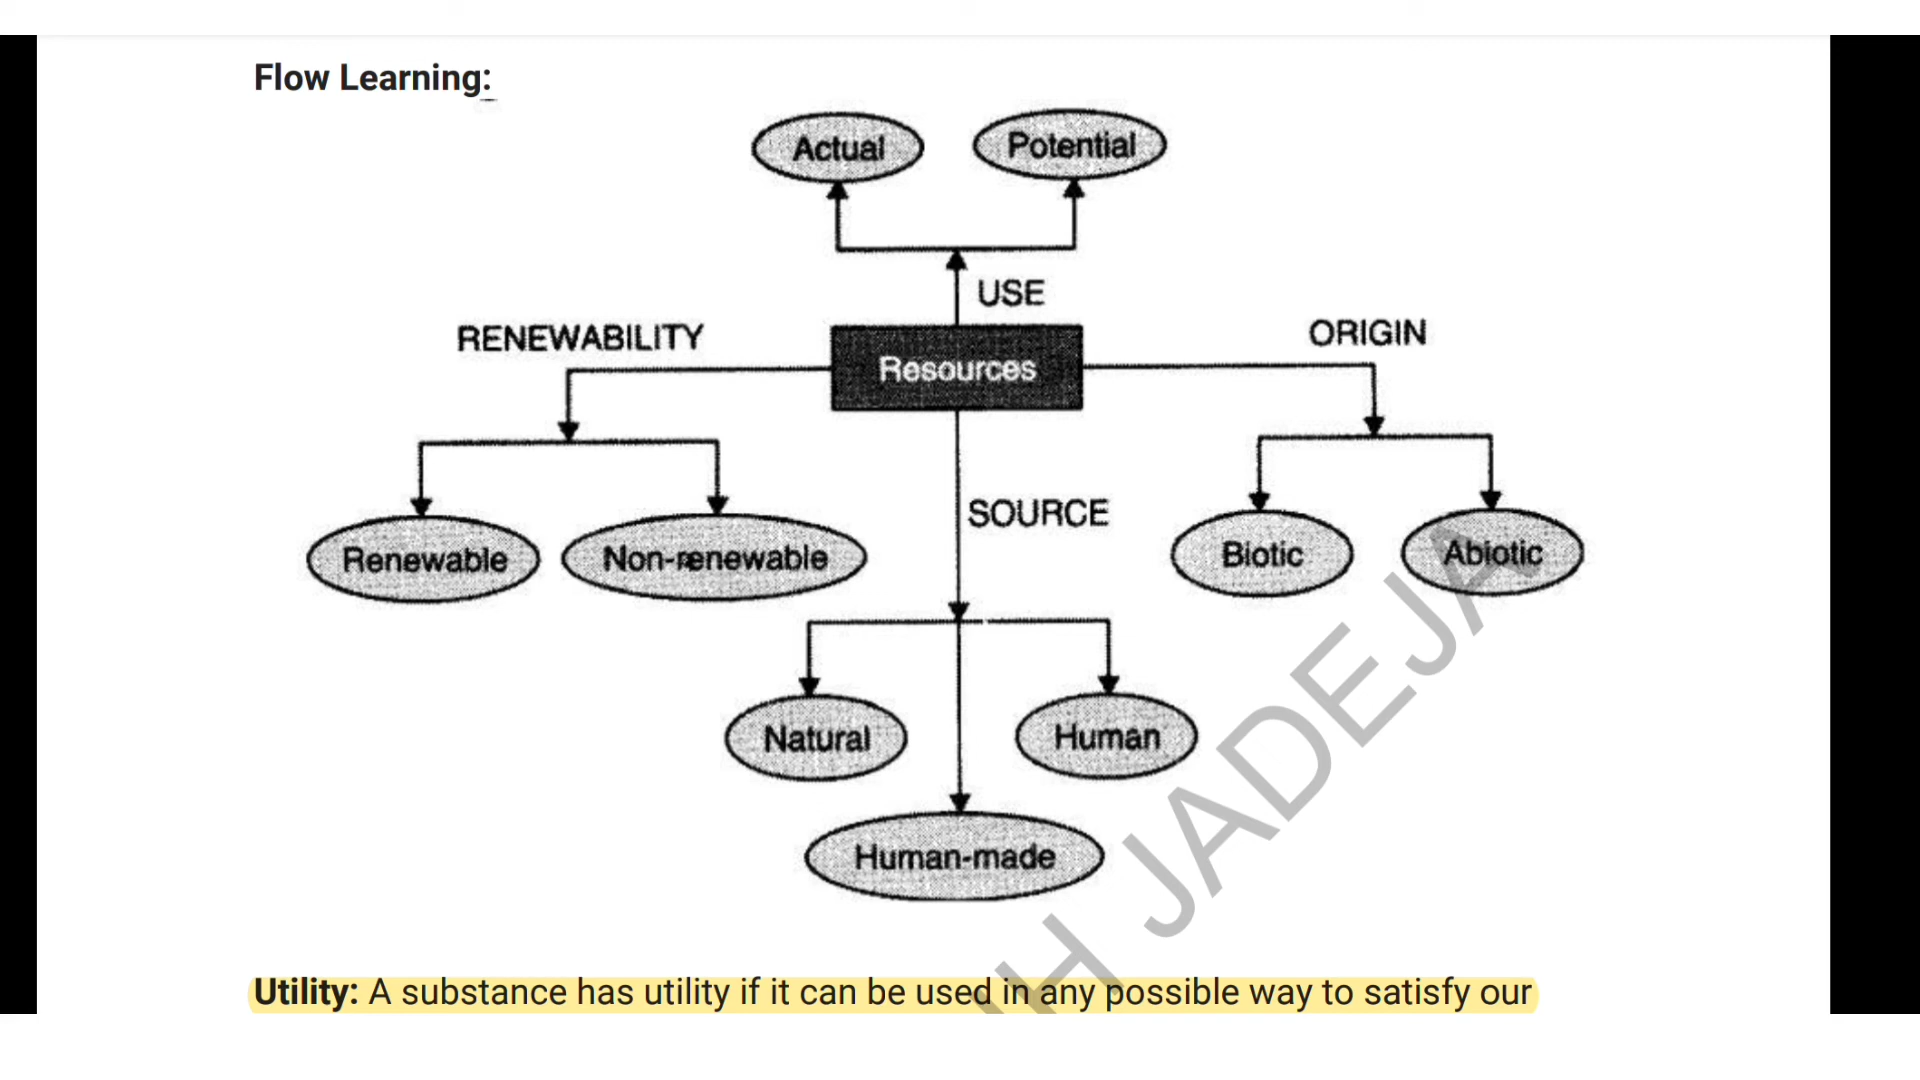 Flow Learning:
Actual
Potential
USE
RENEWABILITY
ORIGIN
Resources
SOURCE
Renewable
Non-renewable
Biotic
Abiotic
Natural
Human
Human-made
JADEJA
Utility: A substance has utility if it can be used in any possible way to satisfy our